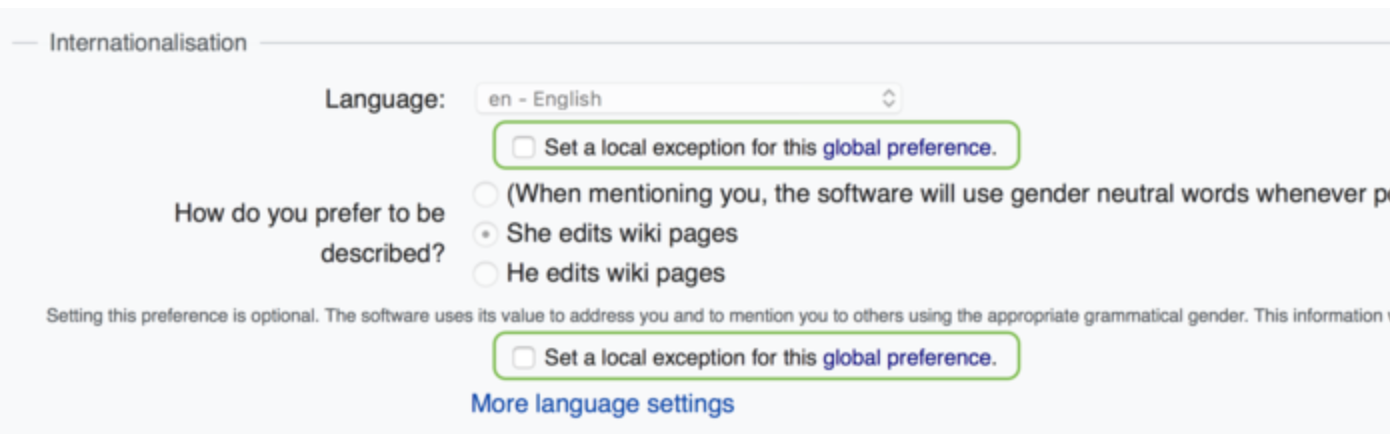 Internationalisation
Language: en - English
Set a local exception for this global preference.
(When mentioning you, the software will use gender neutral words whenever
How do you prefer to be
She edits wiki pages
described?
He edits wiki pages
Setting this preference is optional. The software uses its value to address you and to mention you to others using the appropriate grammatical gender. This information
Set a local exception for this global preference.
More language settings